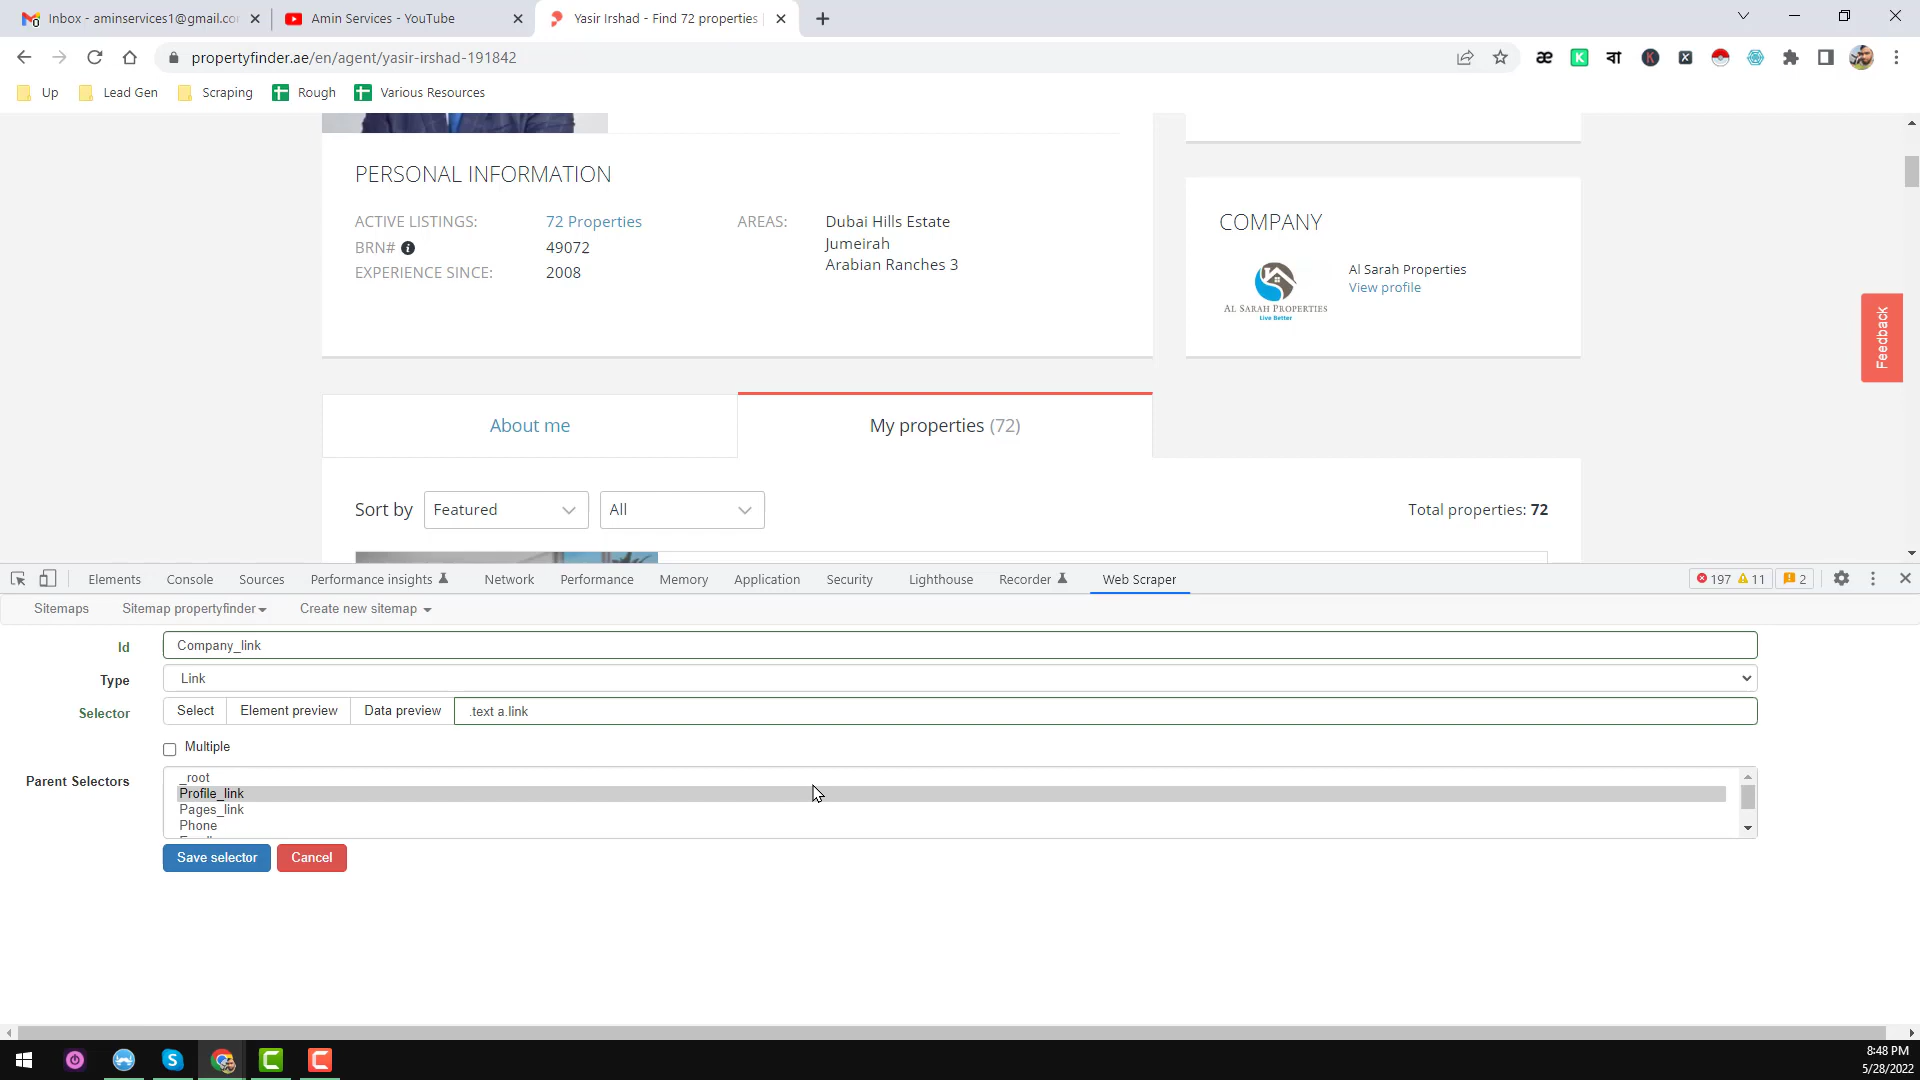 Inbox - aminservices1@gmail.co
Amin Services - YouTube
Yasir Irshad - Find 72 properties
propertyfinder.ae/en/agent/yasir-irshad-191842
Up
Lead Gen
Scraping
Rough
Various Resources
PERSONAL INFORMATION
ACTIVE LISTINGS: 72 Properties
BRN# 49072
EXPERIENCE SINCE: 2008
AREAS: Dubai Hills Estate
Jumeirah
Arabian Ranches 3
COMPANY
AL SARAH PROPERTIES
Live Better
Al Sarah Properties
View profile
Feedback
About me
My properties (72)
Sort by Featured All
Total properties: 72
Elements Console Sources Performance insights Network Performance Memory Application Security Lighthouse Recorder Web Scraper 197 11 2
Sitemaps Sitemap propertyfinder Create new sitemap
Id Company_link
Type Link
Selector Select Element preview Data preview .text a.link
Multiple
Parent Selectors
_root
Profile_link
Pages_link
Phone
Save selector Cancel
8:48 PM
5/28/2022